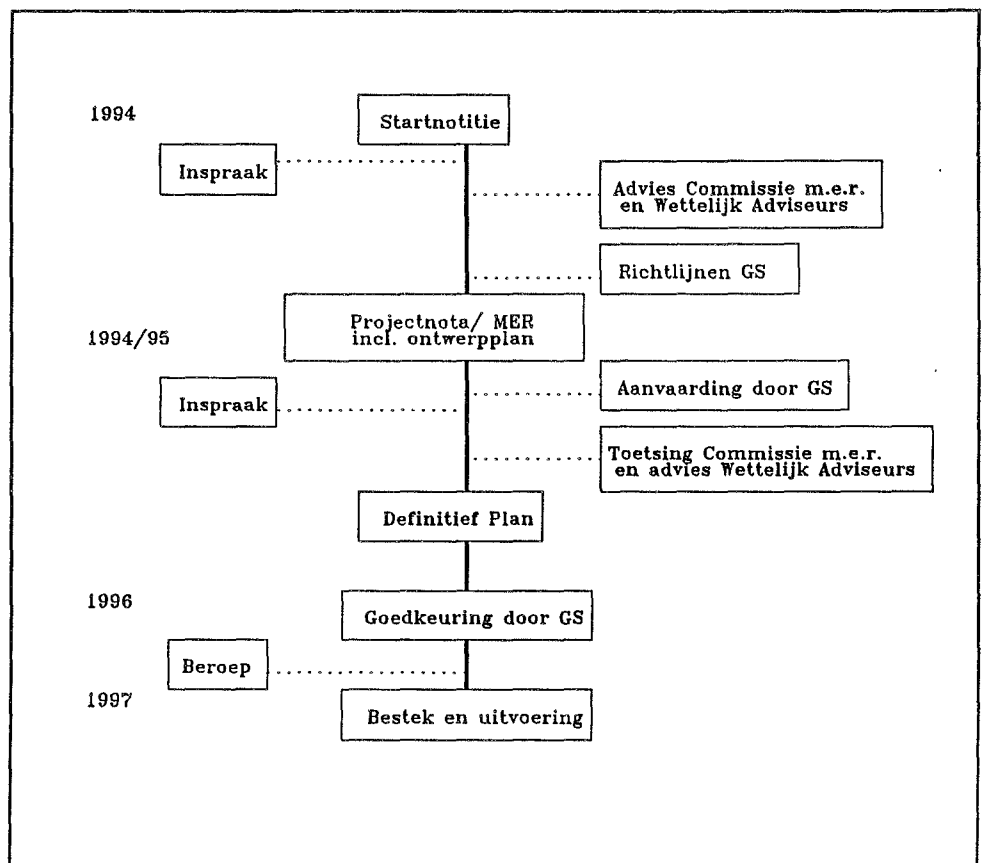 1994
Startnotitie
Inspraak
Advies Commissie m.e.r.
en Wettelijk Adviseurs
Richtlijnen GS
Projectnota/ MER
incl. ontwerpplan
1994/95
Aanvaarding door GS
Inspraak
Toetsing Commissie m.e.r.
en advies Wettelijk Adviseurs
Definitief Plan
1996
Goedkeuring door GS
Beroep
1997
Bestek en uitvoering